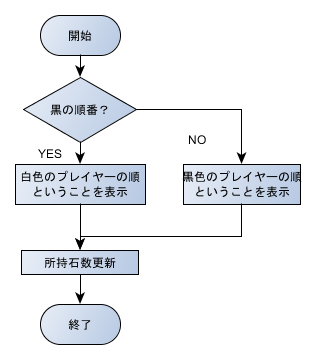 開始
黒の順番？
YES
NO
白色のプレイヤーの順
ということを表示
黒色のプレイヤーの順
ということを表示
所持石数更新
終了